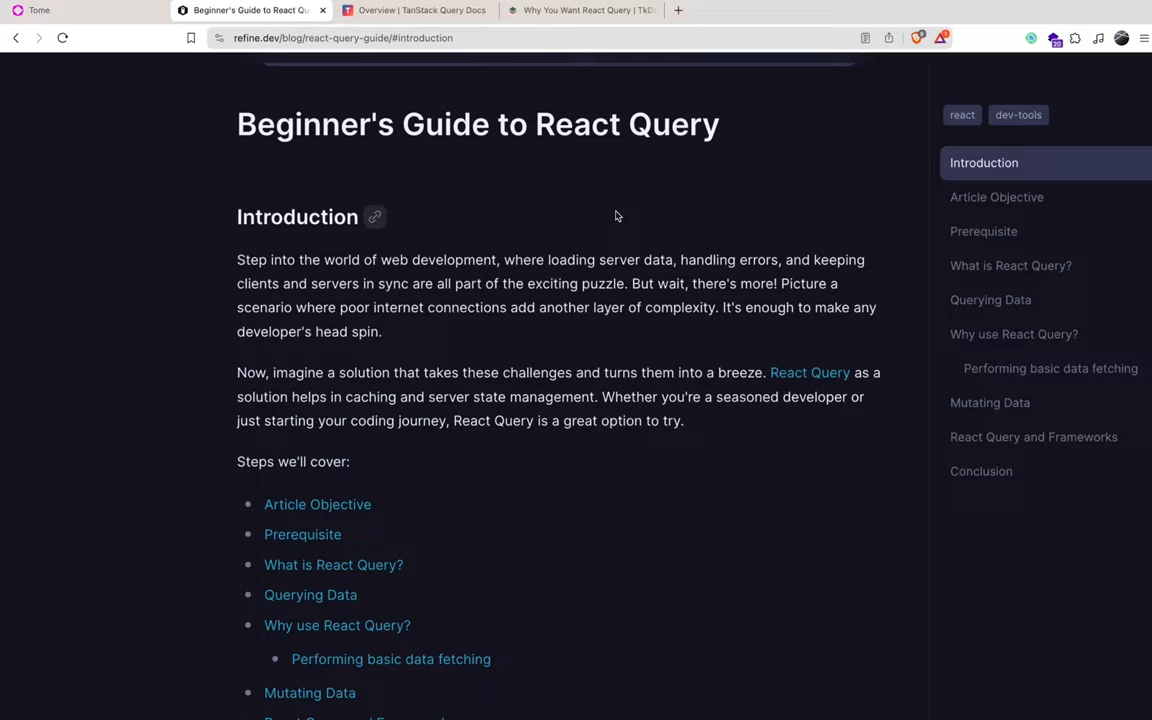 Tome
Beginner's Guide to React Qu
Overview | TanStack Query Docs
Why You Want React Query | TkDo
refine.dev/blog/react-query-guide/#introduction
20
Beginner's Guide to React Query
Introduction
Step into the world of web development, where loading server data, handling errors, and keeping
clients and servers in sync are all part of the exciting puzzle. But wait, there's more! Picture a
scenario where poor internet connections add another layer of complexity. It's enough to make any
developer's head spin.
Now, imagine a solution that takes these challenges and turns them into a breeze. React Query as a
solution helps in caching and server state management. Whether you're a seasoned developer or
just starting your coding journey, React Query is a great option to try.
Steps we'll cover:
Article Objective
Prerequisite
What is React Query?
Querying Data
Why use React Query?
Performing basic data fetching
Mutating Data
react
dev-tools
Introduction
Article Objective
Prerequisite
What is React Query?
Querying Data
Why use React Query?
Performing basic data fetching
Mutating Data
React Query and Frameworks
Conclusion